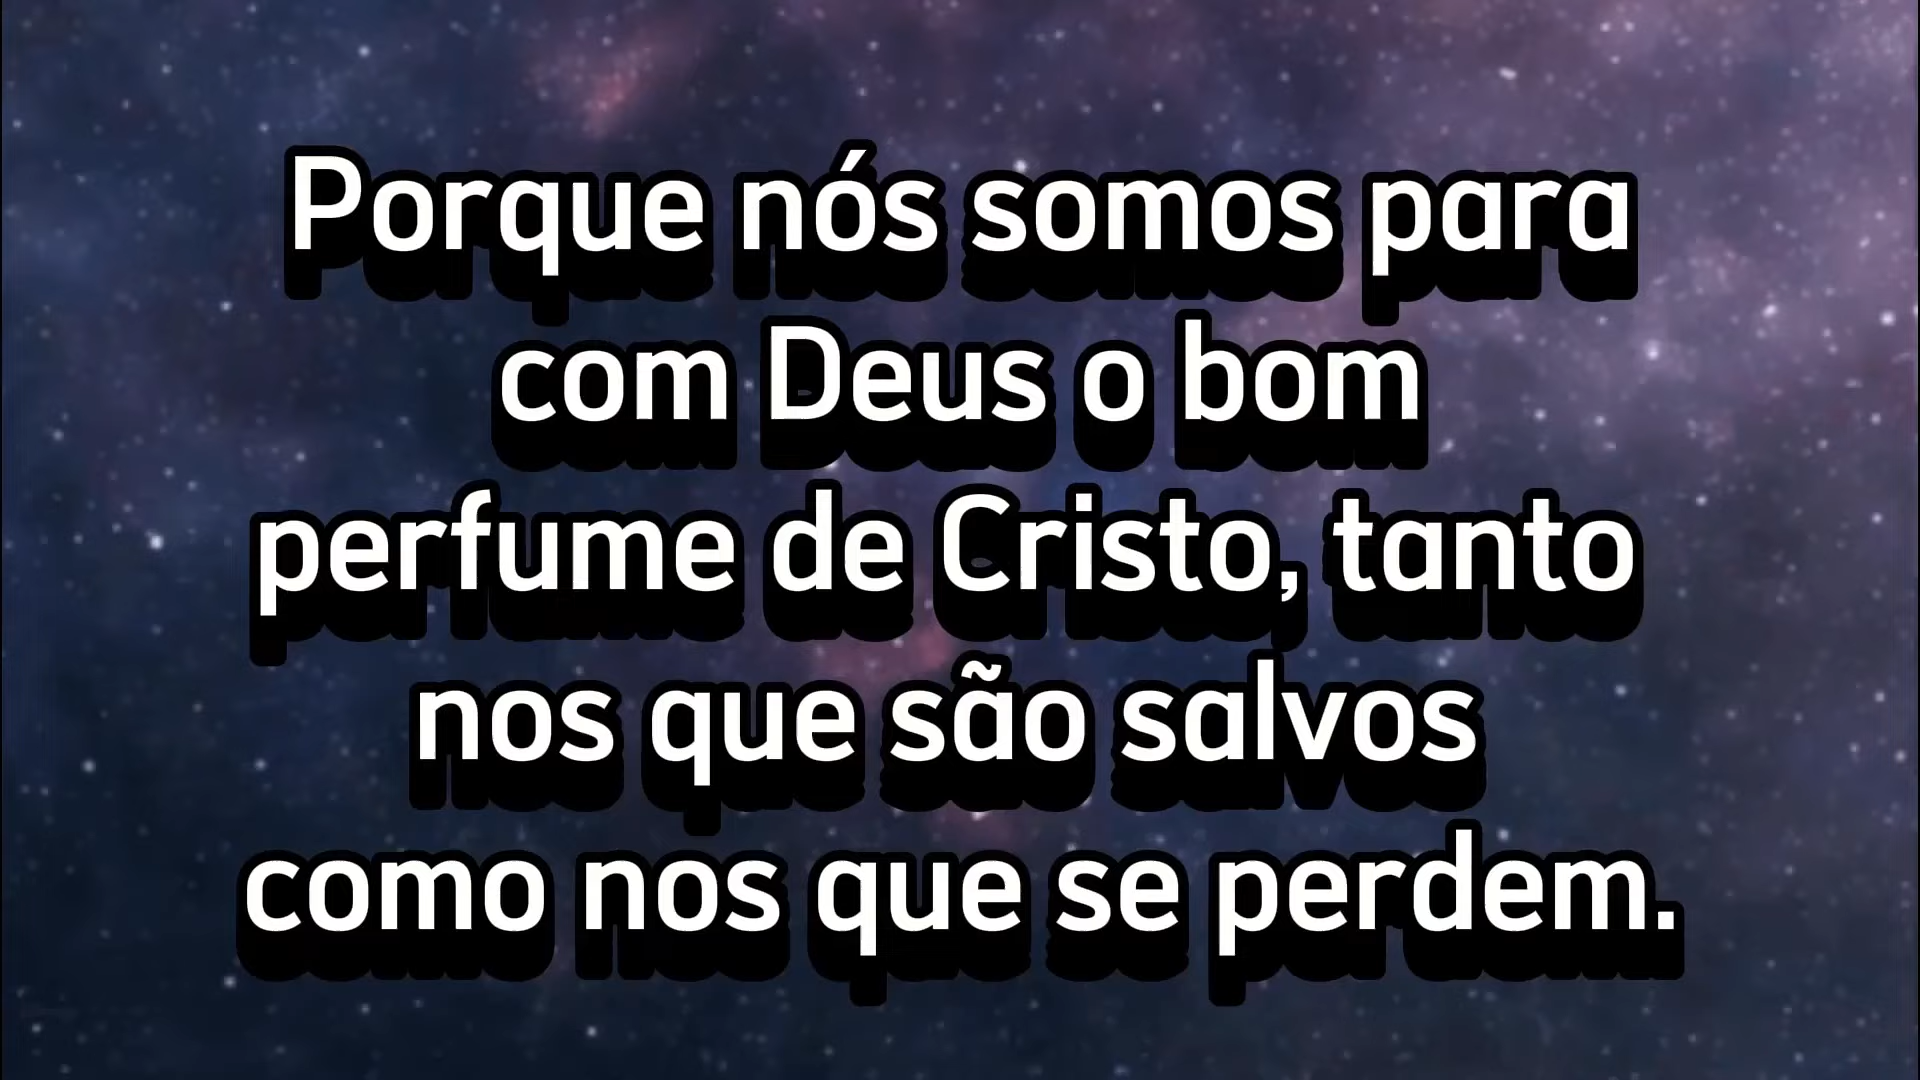 Porque nós somos para
com Deus o bom
perfume de Cristo, tanto
nos que são salvos
como nos que se perdem.